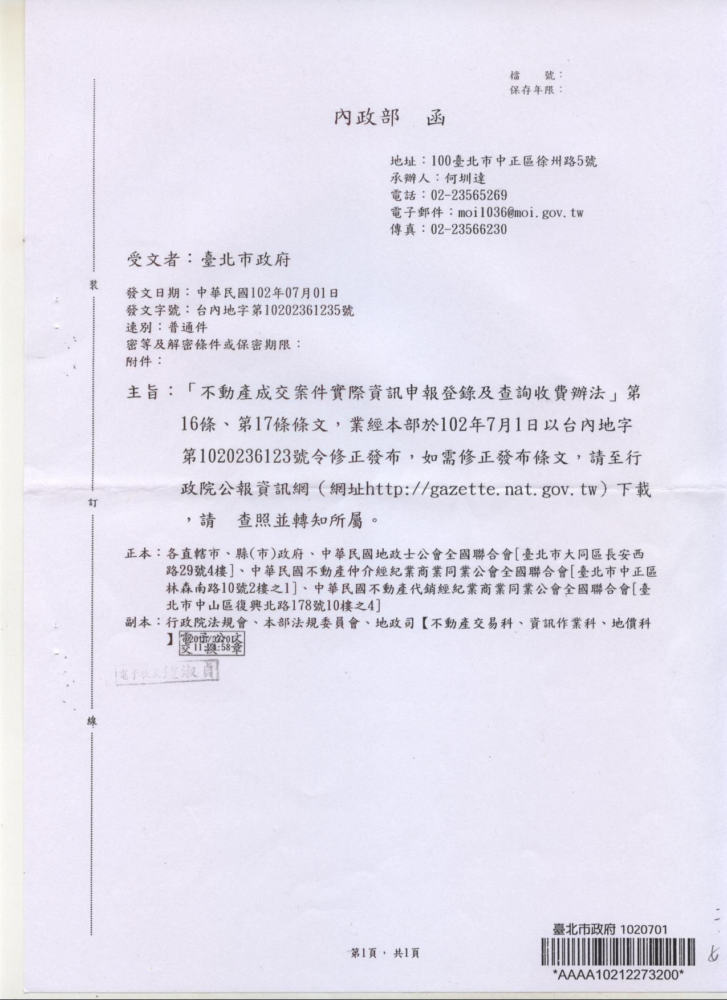 檔　　號：
保存年限：
內政部　函
地址：100臺北市中正區徐州路5號
承辦人：何圳達
電話：02-23565269
電子郵件：moi1036@moi.gov.tw
傳真：02-23566230
受文者：臺北市政府
發文日期：中華民國102年07月01日
發文字號：台內地字第10202361235號
速別：普通件
密等及解密條件或保密期限：
附件：
主旨：「不動產成交案件實際資訊申報登錄及查詢收費辦法」第
16條、第17條條文，業經本部於102年7月1日以台內地字
第1020236123號令修正發布，如需修正發布條文，請至行
政院公報資訊網（網址http://gazette.nat.gov.tw）下載
，請　查照並轉知所屬。
正本：各直轄市、縣(市)政府、中華民國地政士公會全國聯合會[臺北市大同區長安西
路29號4樓]、中華民國不動產仲介經紀業商業同業公會全國聯合會[臺北市中正區
林森南路10號2樓之1]、中華民國不動產代銷經紀業商業同業公會全國聯合會[臺
北市中山區復興北路178號10樓之4]
副本：行政院法規會、本部法規委員會、地政司【不動產交易科、資訊作業科、地價科
】
電子公文
交換章
電子收文 淑貞
裝
訂
線
第1頁，共1頁
臺北市政府 1020701
*AAAA10212273200*